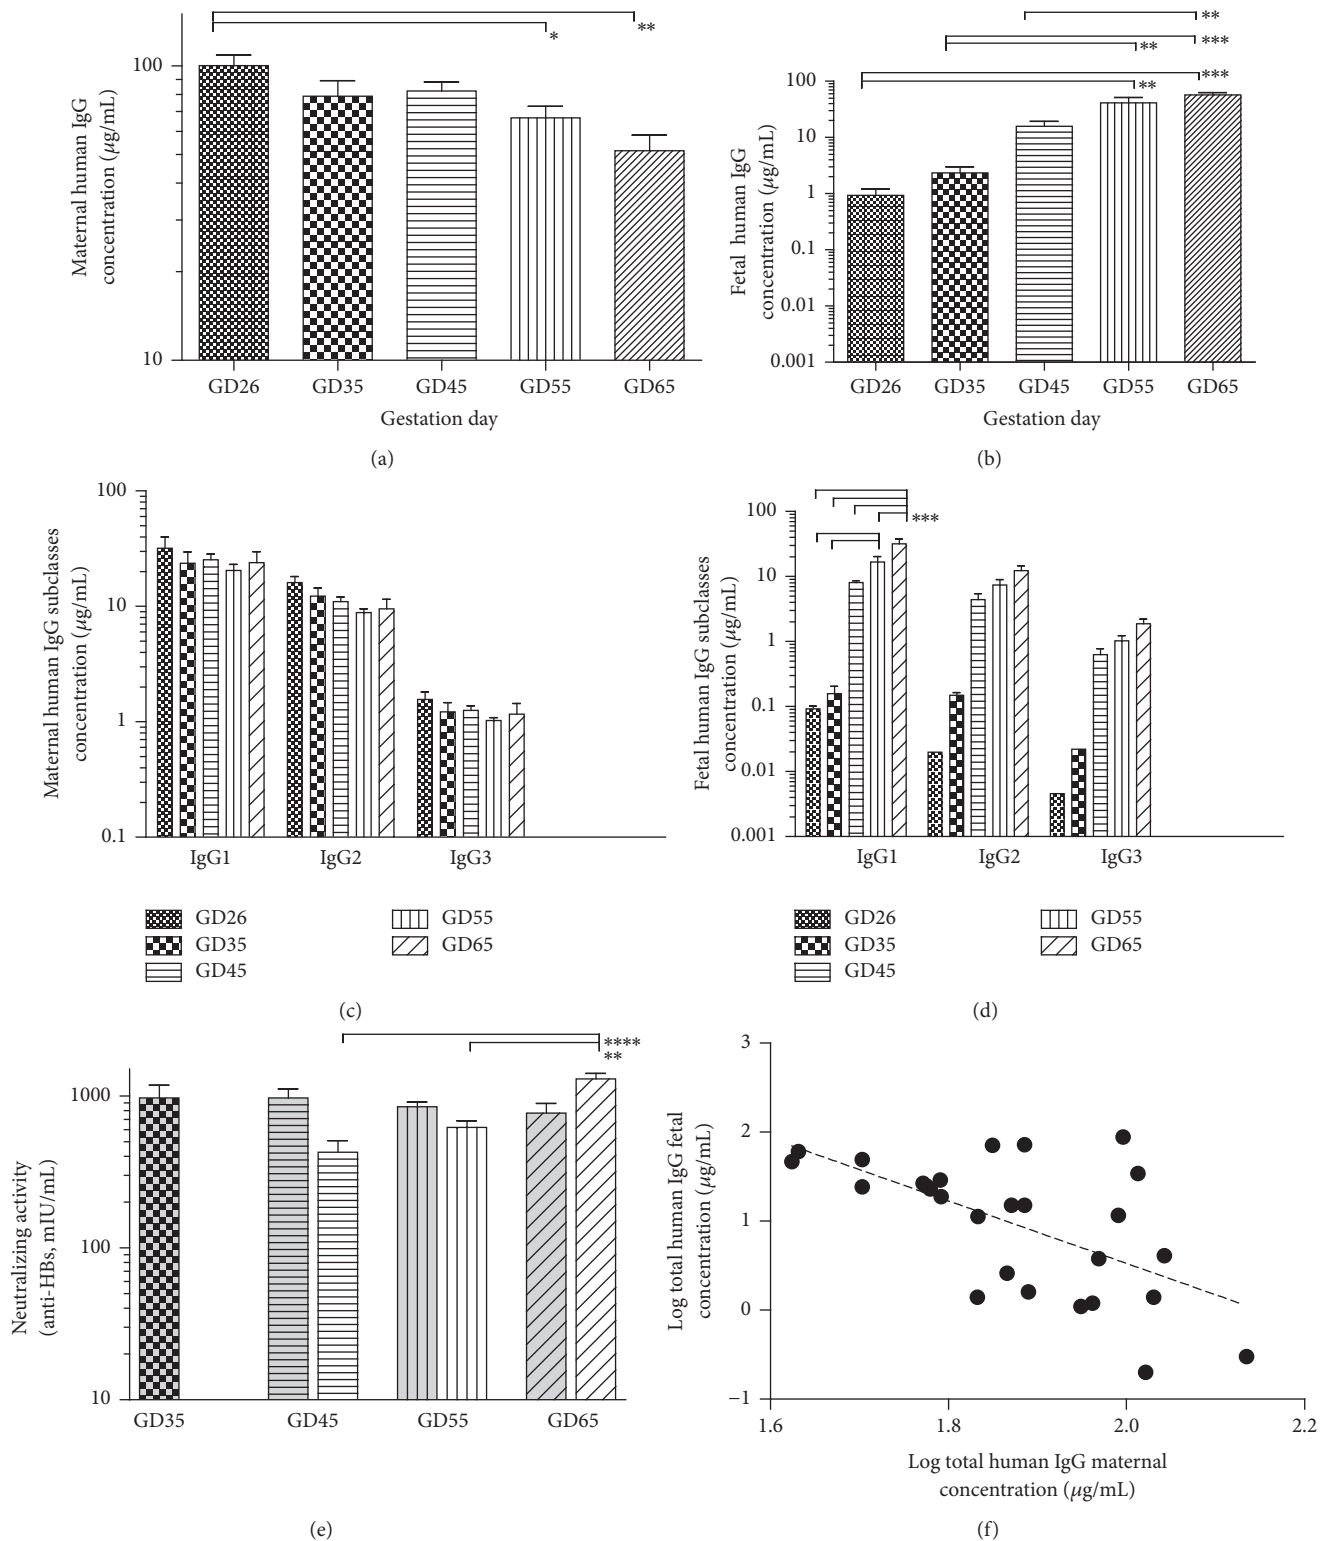 Maternal human IgG
concentration (μg/mL)
100
10
*
**
GD26 GD35 GD45 GD55 GD65
Gestation day
(a)
Fetal human IgG
concentration (μg/mL)
100
10
1
0.1
0.01
0.001
**
***
**
***
**
GD26 GD35 GD45 GD55 GD65
Gestation day
(b)
Maternal human IgG subclasses
concentration (μg/mL)
100
10
1
0.1
IgG1 IgG2 IgG3
GD26
GD35
GD45
GD55
GD65
(c)
Fetal human IgG subclasses
concentration (μg/mL)
100
10
1
0.1
0.01
0.001
***
IgG1 IgG2 IgG3
GD26
GD35
GD45
GD55
GD65
(d)
Neutralizing activity
(anti-HBs, mIU/mL)
1000
100
10
****
**
GD35 GD45 GD55 GD65
(e)
Log total human IgG fetal
concentration (μg/mL)
3
2
1
0
−1
1.6 1.8 2.0 2.2
Log total human IgG maternal
concentration (μg/mL)
(f)